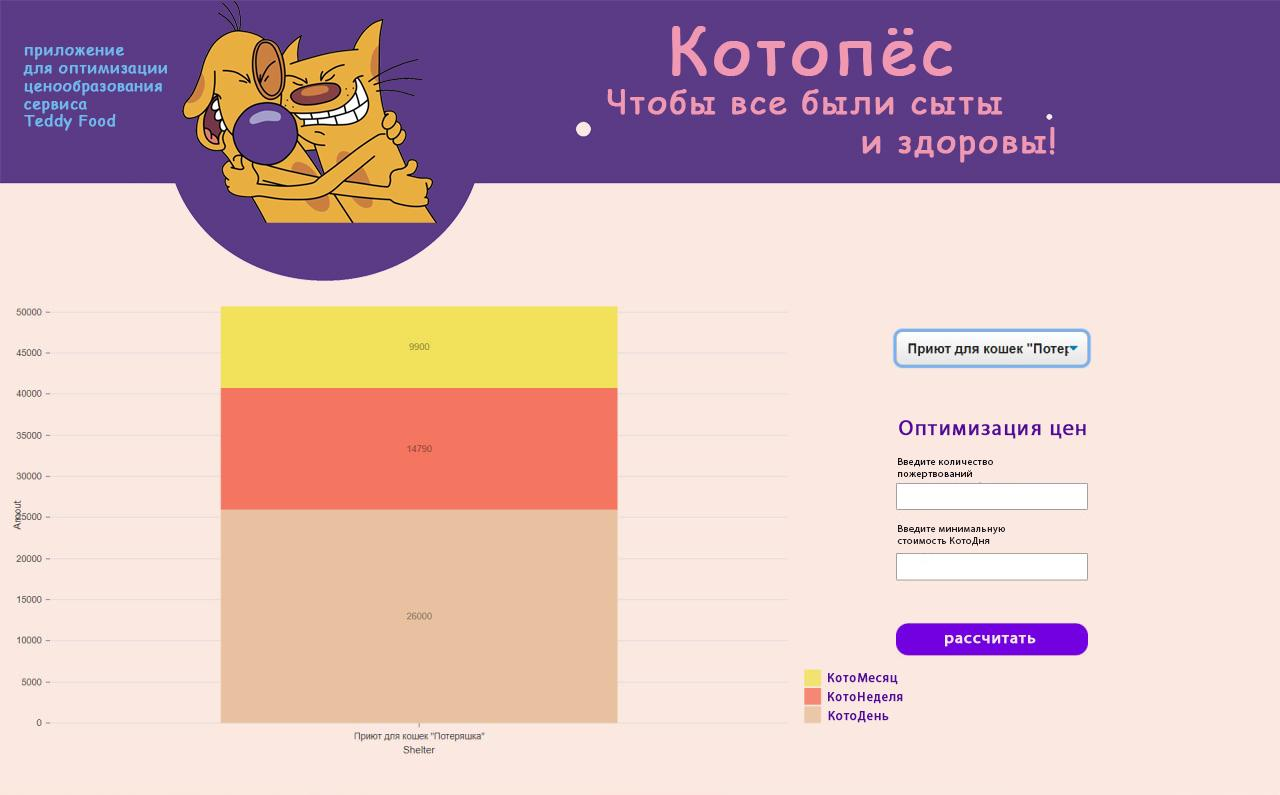 приложение
для оптимизации
ценообразования
сервиса
Teddy Food
Котопёс
Чтобы все были сыты
и здоровы!
50000
45000
40000
35000
30000
25000
20000
15000
10000
5000
0
Amout
9900
14790
26000
Приют для кошек "Потеряшка"
Shelter
Приют для кошек "Потер
Оптимизация цен
Введите количество
пожертвований
Введите минимальную
стоимость КотоДня
рассчитать
КотоМесяц
КотоНеделя
КотоДень